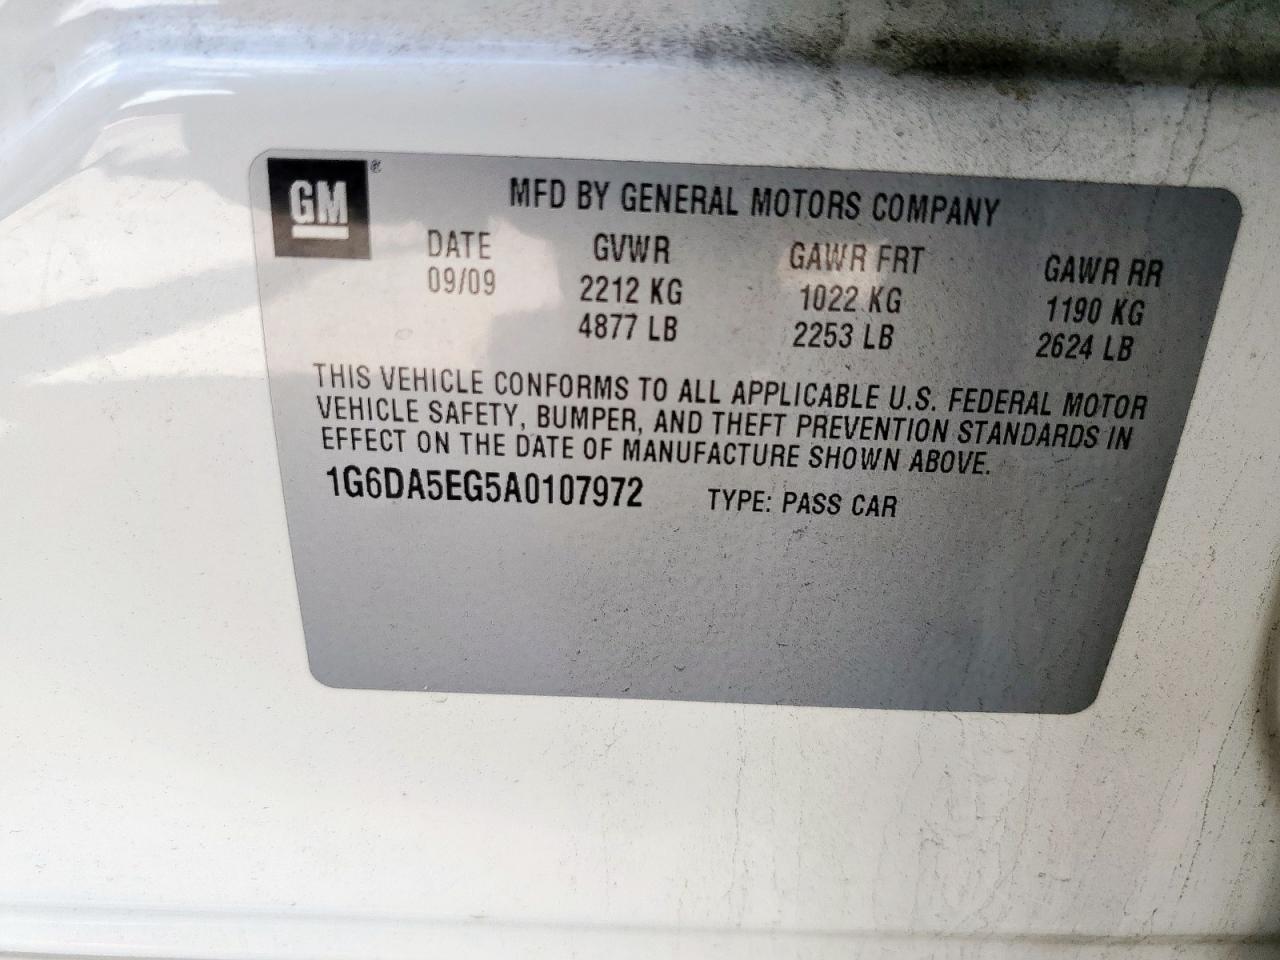 GM ®
MFD BY GENERAL MOTORS COMPANY
DATE GVWR GAWR FRT GAWR RR
09/09 2212 KG 1022 KG 1190 KG
4877 LB 2253 LB 2624 LB
THIS VEHICLE CONFORMS TO ALL APPLICABLE U.S. FEDERAL MOTOR
VEHICLE SAFETY, BUMPER, AND THEFT PREVENTION STANDARDS IN
EFFECT ON THE DATE OF MANUFACTURE SHOWN ABOVE.
1G6DA5EG5A0107972 TYPE: PASS CAR